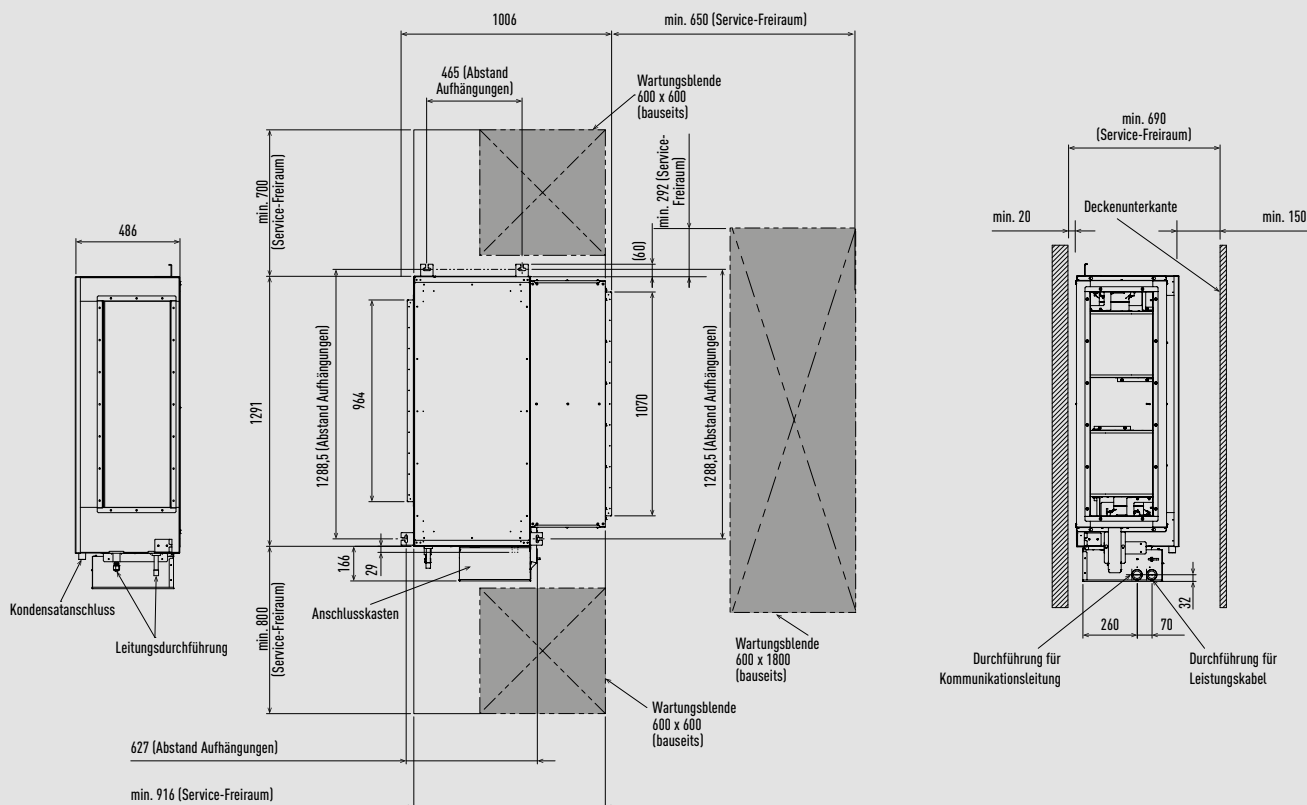 1006
min. 650 (Service-Freiraum)
465 (Abstand
Aufhängungen)
Wartungsblende
600 x 600
(bauseits)
min. 700
(Service-Freiraum)
min. 292 (Service-
Freiraum)
(60)
486
1291
1288,5 (Abstand Aufhängungen)
964
1070
1288,5 (Abstand Aufhängungen)
166
29
Kondensatanschluss
Leitungsdurchführung
Anschlusskasten
min. 800
(Service-Freiraum)
Wartungsblende
600 x 1800
(bauseits)
Wartungsblende
600 x 600
(bauseits)
627 (Abstand Aufhängungen)
min. 916 (Service-Freiraum)
min. 690
(Service-Freiraum)
Deckenunterkante
min. 20
min. 150
32
260
70
Durchführung für
Kommunikationsleitung
Durchführung für
Leistungskabel